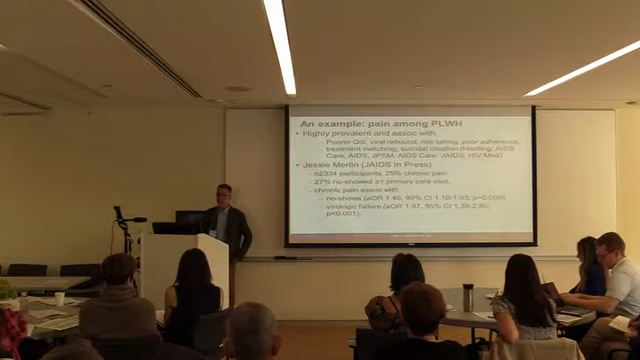 An example: pain among PLWH
• Highly prevalent and assoc with
Poorer Qol, viral rebound, risk taking, poor adherence,
treatment switching, suicidal ideation (Harding: AIDS
Care, AIDS, JPSM, AIDS Care, JAIDS, HIV Med)
• Jessie Merlin (JAIDS In Press)
– n2334 participants, 25% chronic pain
– 27% no-showed ≥1 primary care visit,
– chronic pain assoc with
– no-shows (aOR 1.46, 95% CI 1.10-1.93, p=0.009)
– virologic failure (aOR 1.97, 95% CI 1.39-2.80,
p<0.001).